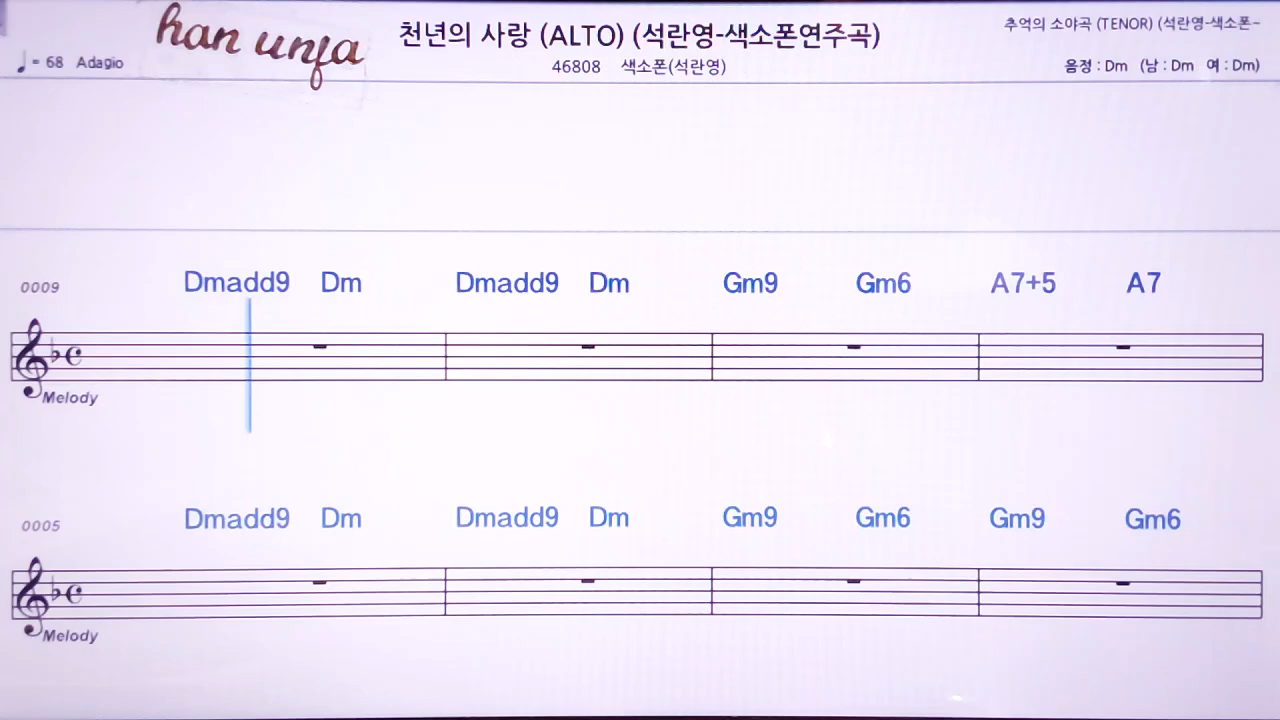 han unja
천년의 사랑 (ALTO) (석란영-색소폰연주곡)
추억의 소야곡 (TENOR) (석란영-색소폰~
♩= 68 Adagio
46808 색소폰(석란영)
음정 : Dm (남 : Dm 여 : Dm)
0009 Dmadd9 Dm Dmadd9 Dm Gm9 Gm6 A7+5 A7
Melody
0005 Dmadd9 Dm Dmadd9 Dm Gm9 Gm6 Gm9 Gm6
Melody